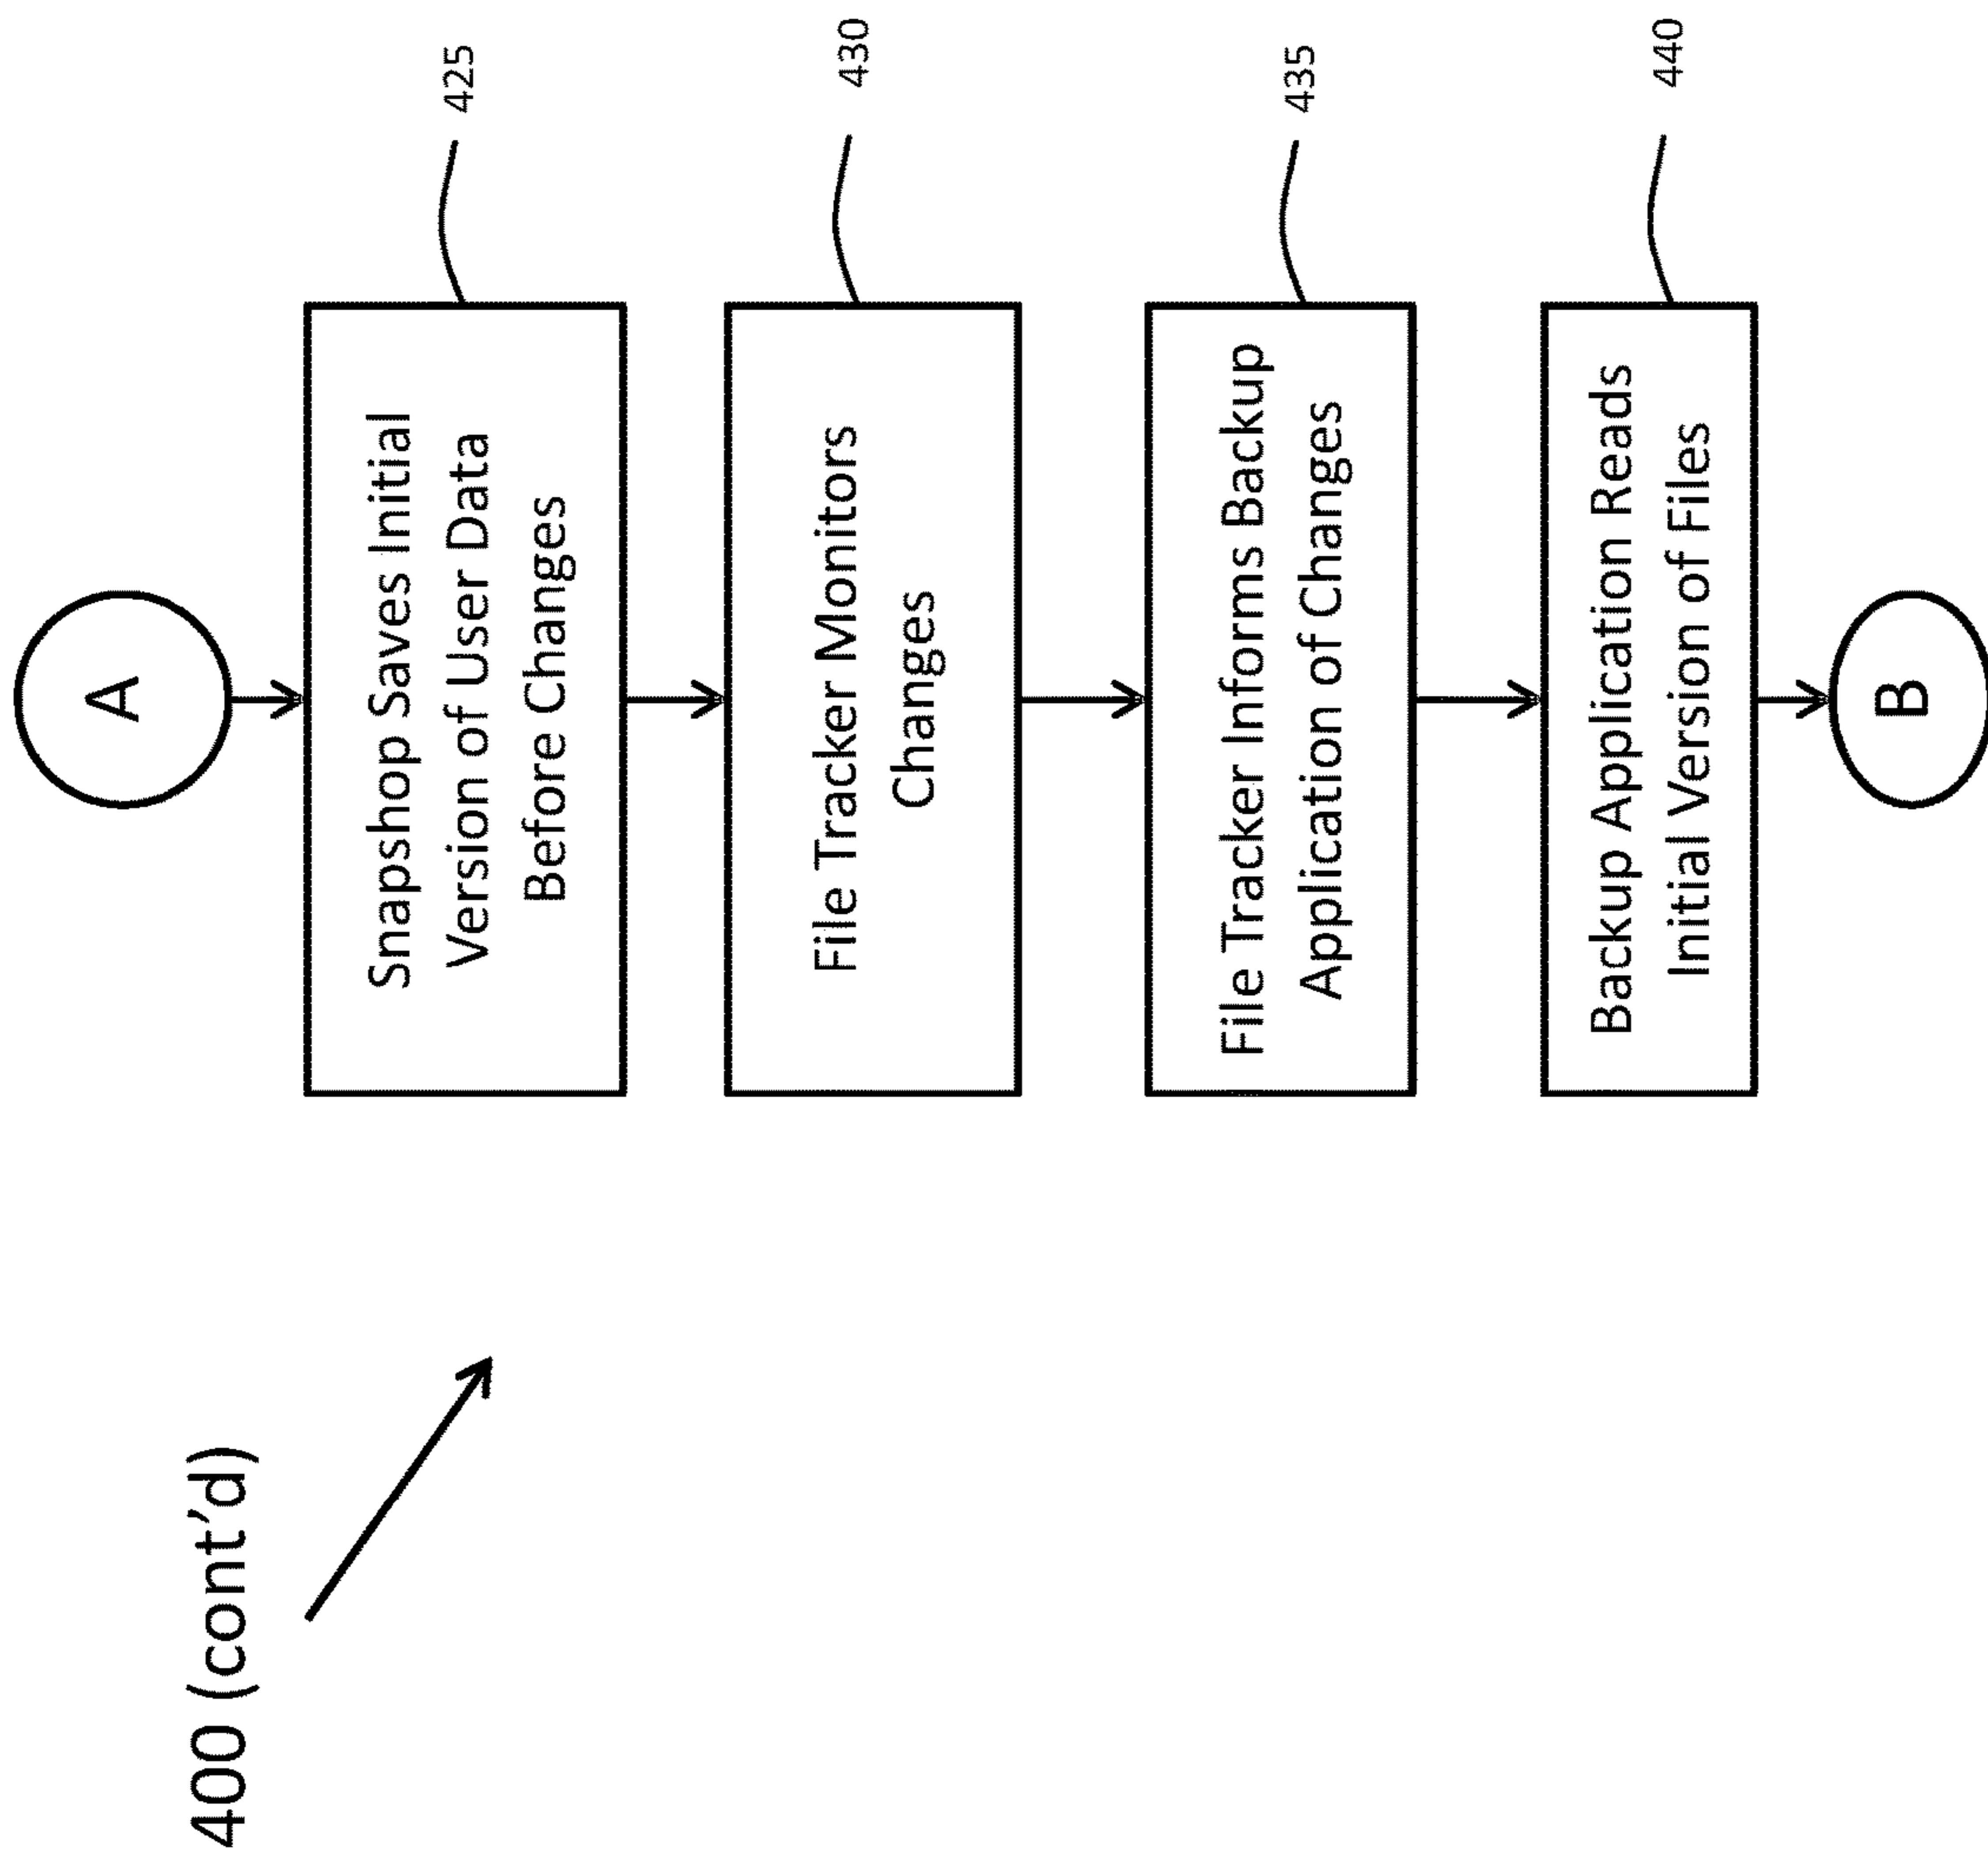 400 (cont'd)
A
Snapshop Saves Initial
Version of User Data
Before Changes
425
File Tracker Monitors
Changes
430
File Tracker Informs Backup
Application of Changes
435
Backup Application Reads
Initial Version of Files
440
B